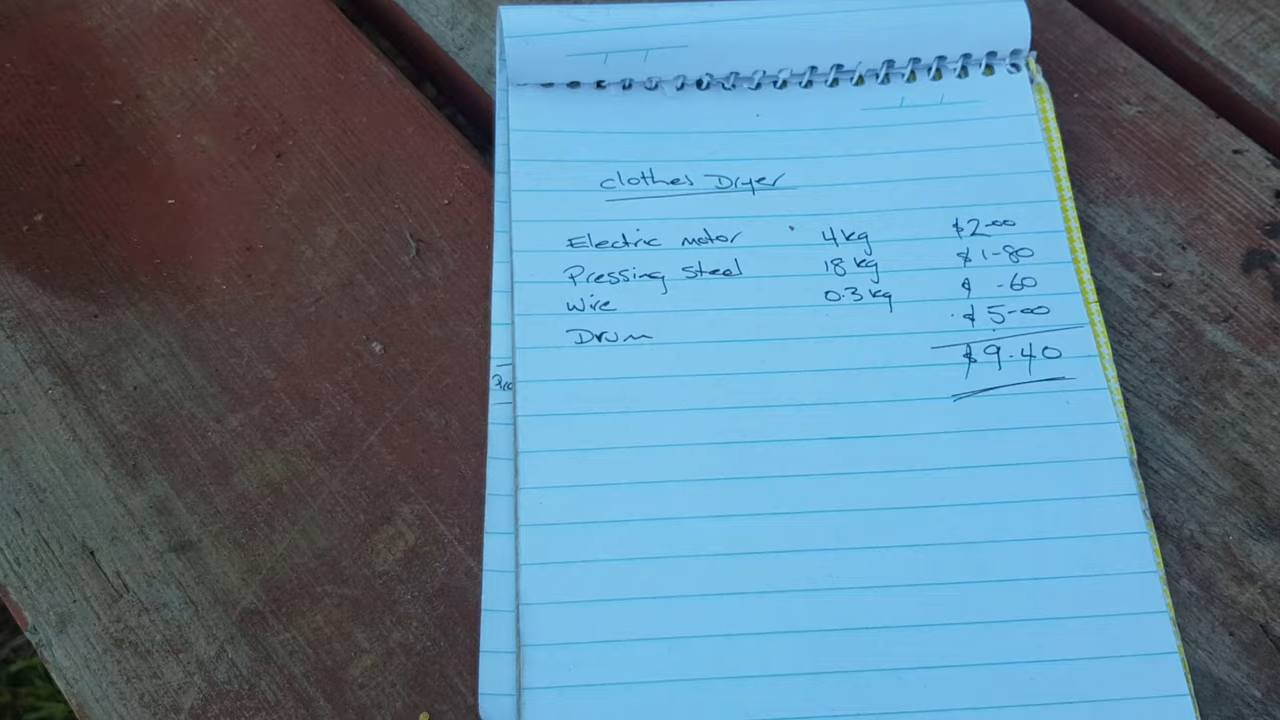 clothes Dryer
Electric motor 4kg $2-00
Pressing steel 18kg $1-80
Wire 0.3kg $ -60
Drum $5-00
$9.40